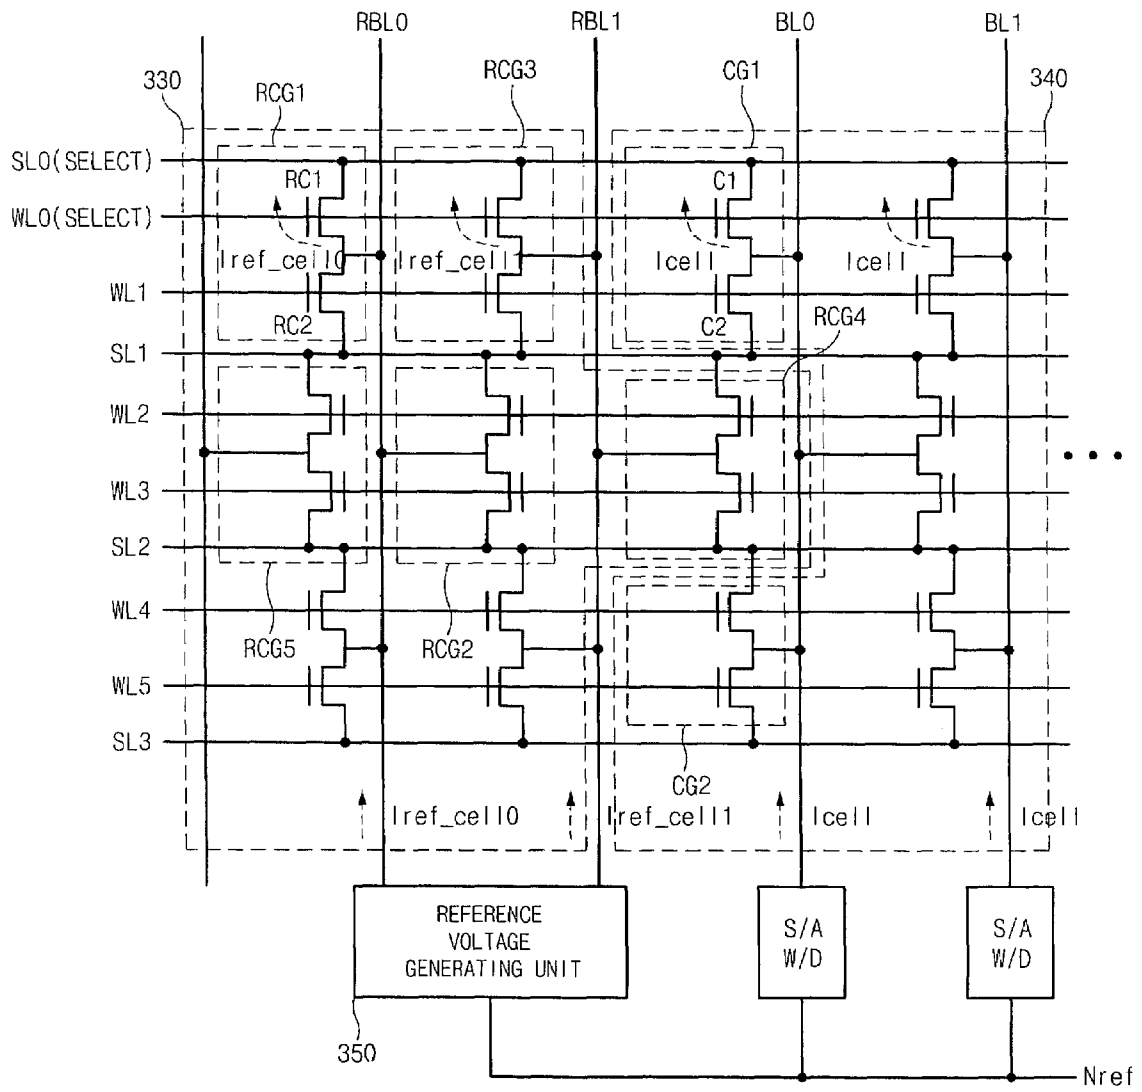 RBL0 RBL1 BL0 BL1
330 RCG1 RCG3 CG1 340
SL0(SELECT)
RC1 C1
WL0(SELECT)
Iref_cell0 Iref_cell1 Icell Icell
WL1
RC2 C2 RCG4
SL1
WL2
WL3
SL2
WL4
RCG5 RCG2
WL5
SL3
CG2
Iref_cell0 Iref_cell1 Icell Icell
REFERENCE
VOLTAGE
GENERATING UNIT
S/A
W/D
S/A
W/D
350
Nref